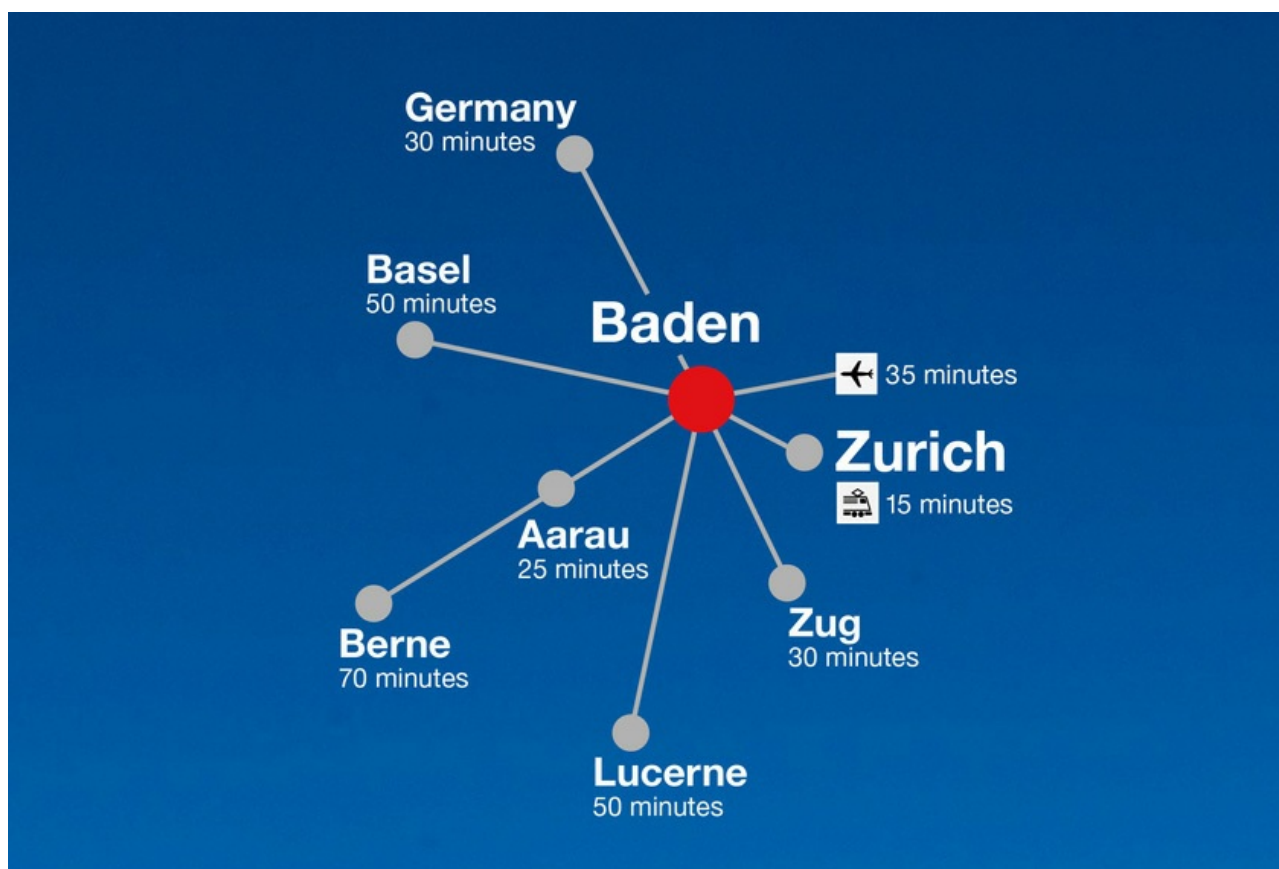 Germany
30 minutes
Basel
50 minutes
Baden
35 minutes
Zurich
15 minutes
Aarau
25 minutes
Zug
30 minutes
Berne
70 minutes
Lucerne
50 minutes